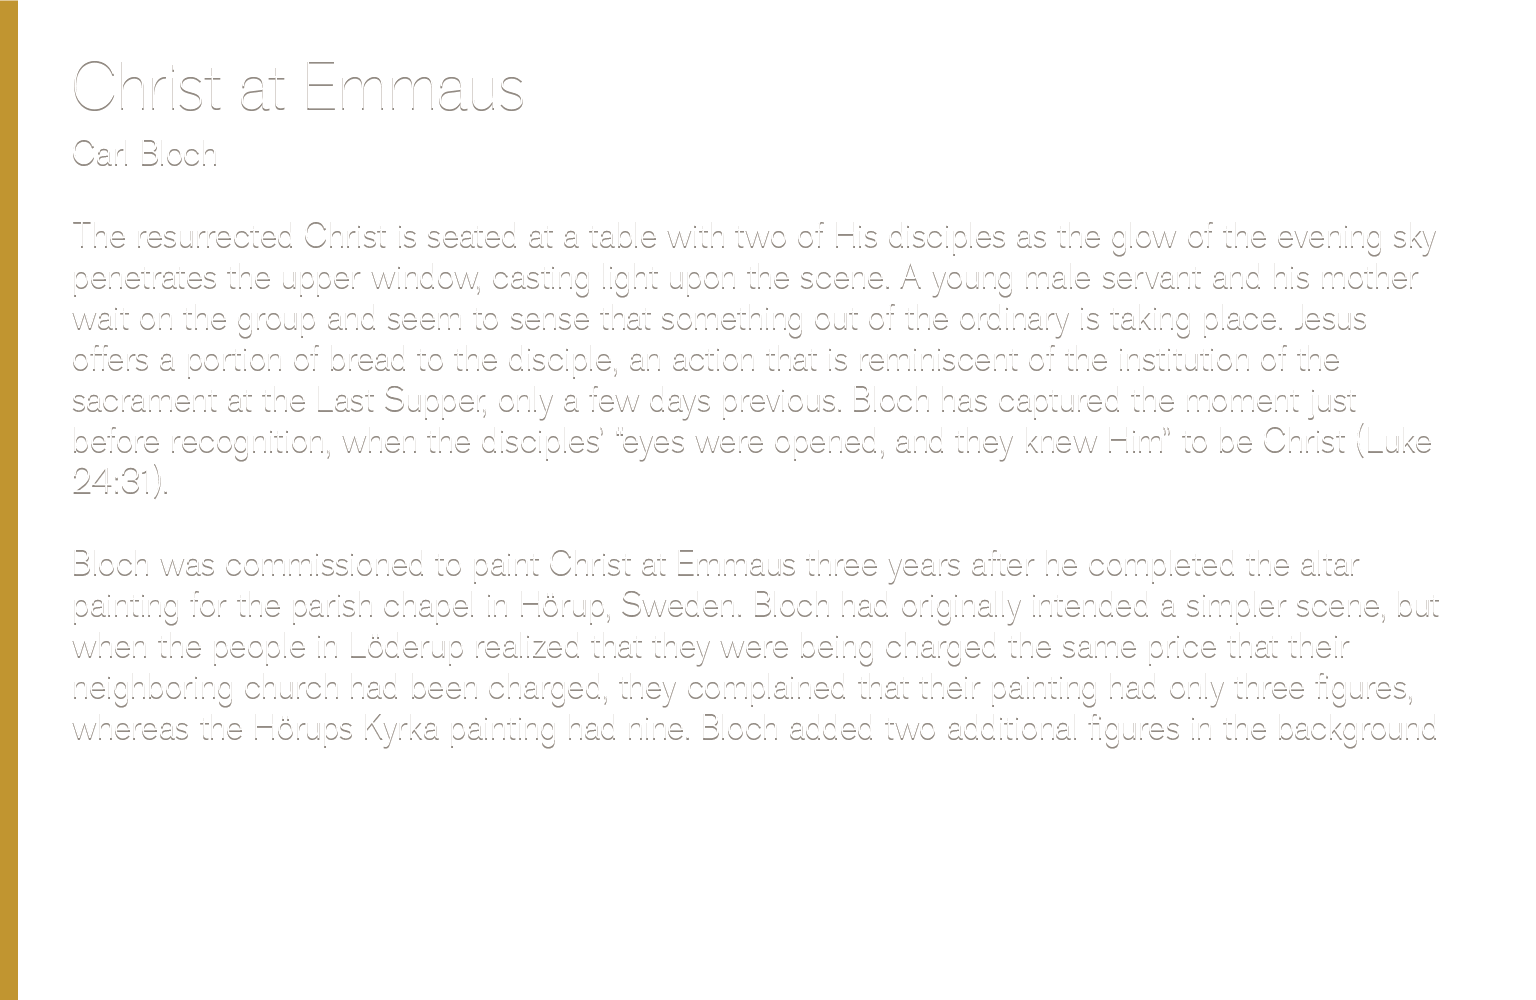 Christ at Emmaus
Carl Bloch
The resurrected Christ is seated at a table with two of His disciples as the glow of the evening sky
penetrates the upper window, casting light upon the scene. A young male servant and his mother
wait on the group and seem to sense that something out of the ordinary is taking place. Jesus
offers a portion of bread to the disciple, an action that is reminiscent of the institution of the
sacrament at the Last Supper, only a few days previous. Bloch has captured the moment just
before recognition, when the disciples’ “eyes were opened, and they knew Him” to be Christ (Luke
24:31).
Bloch was commissioned to paint Christ at Emmaus three years after he completed the altar
painting for the parish chapel in Hörup, Sweden. Bloch had originally intended a simpler scene, but
when the people in Löderup realized that they were being charged the same price that their
neighboring church had been charged, they complained that their painting had only three figures,
whereas the Hörups Kyrka painting had nine. Bloch added two additional figures in the background